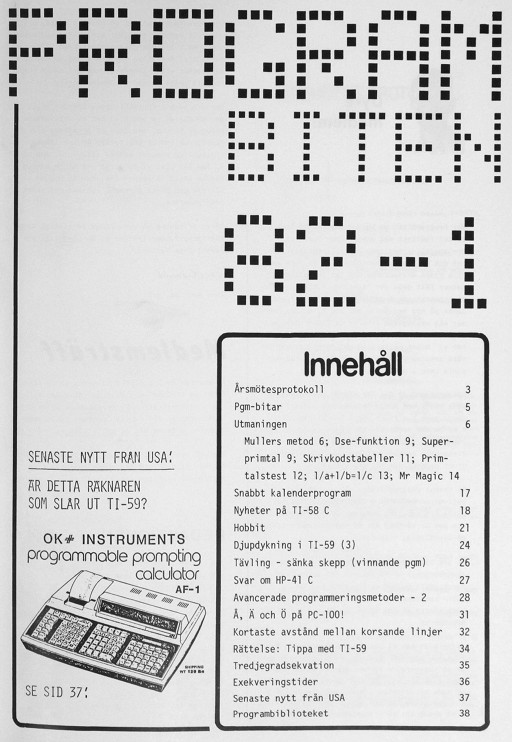 PROGRAM
BITEN
82-1
Innehåll
Årsmötesprotokoll 3
Pgm-bitar 5
Utmaningen 6
Mullers metod 6; Dse-funktion 9; Super-
primtal 9; Skrivkodstabeller 11; Prim-
talstest 12; 1/a+1/b=1/c 13; Mr Magic 14
Snabbt kalenderprogram 17
Nyheter på TI-58 C 18
Hobbit 21
Djupdykning i TI-59 (3) 24
Tävling - sänka skepp (vinnande pgm) 26
Svar om HP-41 C 27
Avancerade programmeringsmetoder - 2 28
Å, Ä och Ö på PC-100! 31
Kortaste avstånd mellan korsande linjer 32
Rättelse: Tippa med TI-59 34
Tredjegradsekvation 35
Exekveringstider 36
Senaste nytt från USA 37
Programbiblioteket 38
SENASTE NYTT FRÅN USA!
ÄR DETTA RÄKNAREN
SOM SLÅR UT TI-59?
OK# INSTRUMENTS
programmable prompting
calculator
AF-1
SE SID 37!